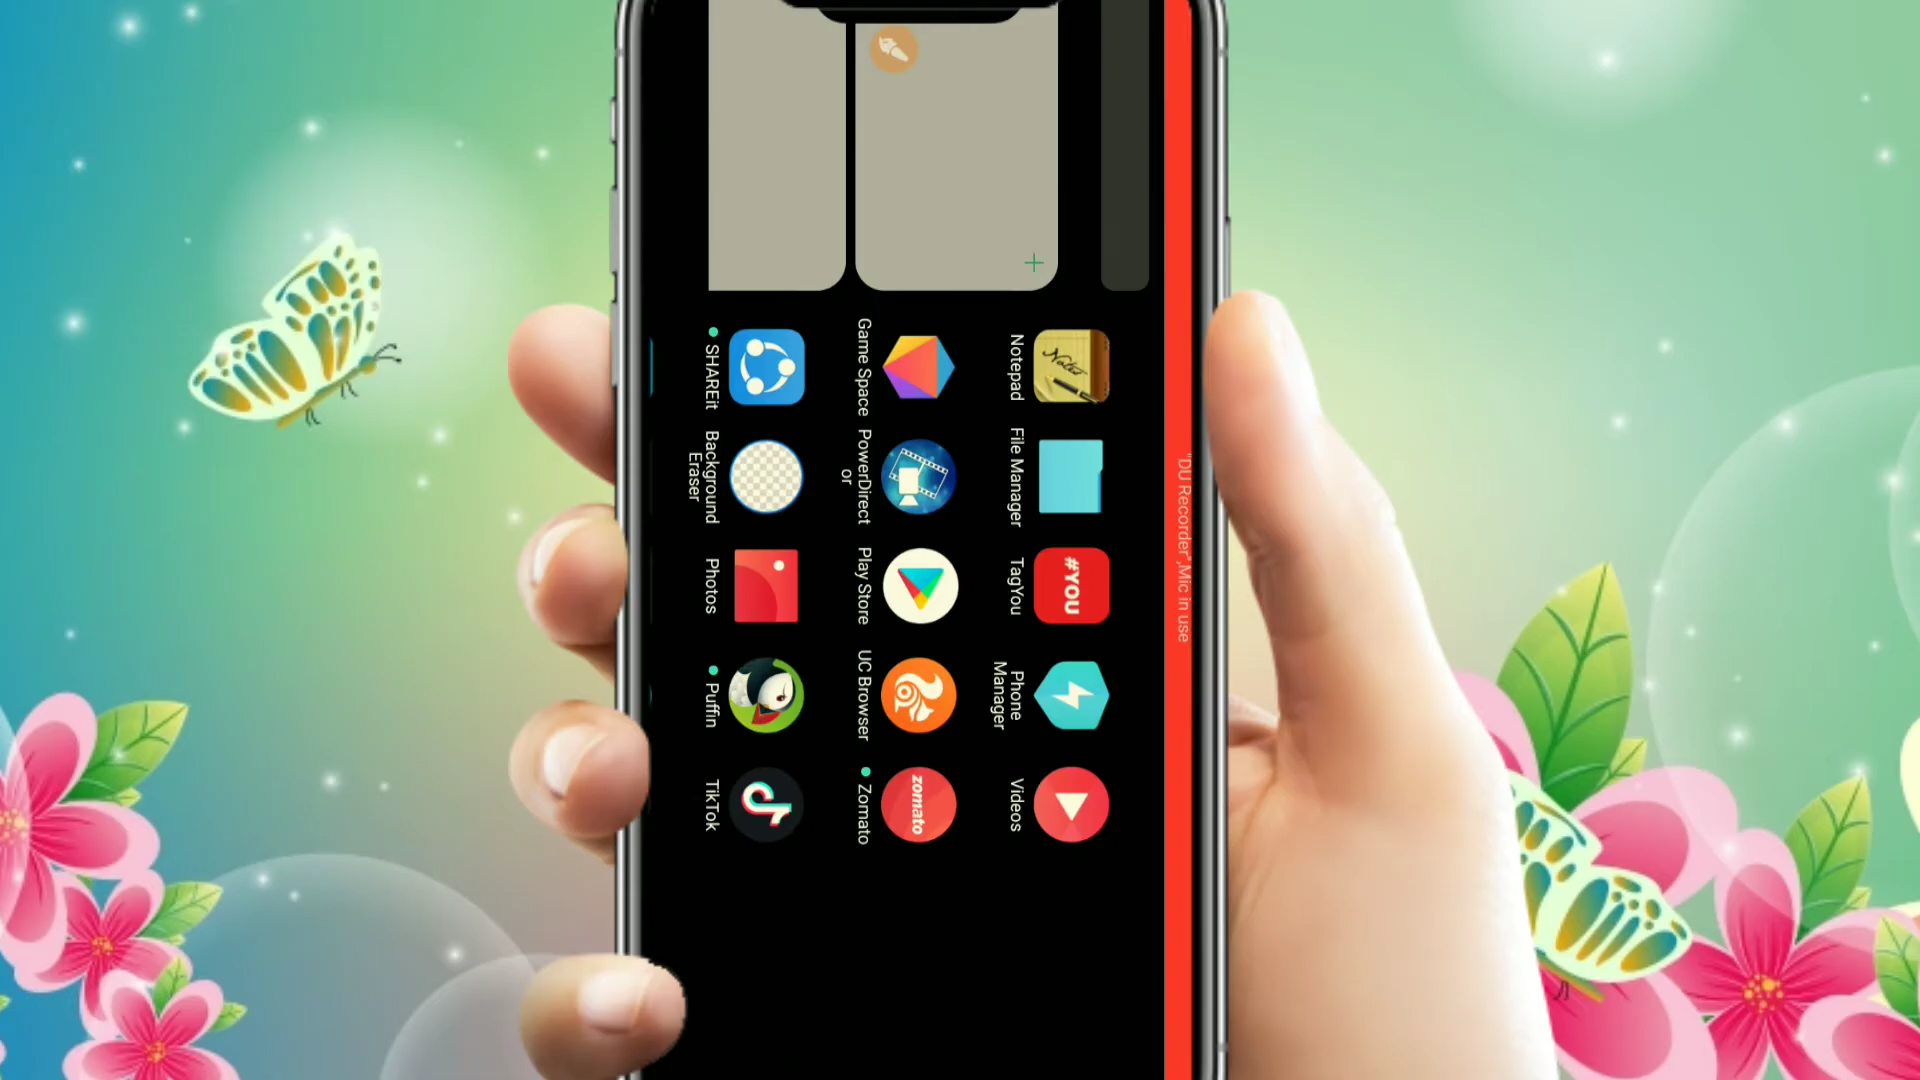 "DU Recorder",Mic in use
Notes
Notepad
File Manager
#YOU
TagYou
Phone
Manager
Videos
Game Space
PowerDirect
or
Play Store
UC Browser
zomato
Zomato
SHAREit
Background
Eraser
Photos
Puffin
TikTok